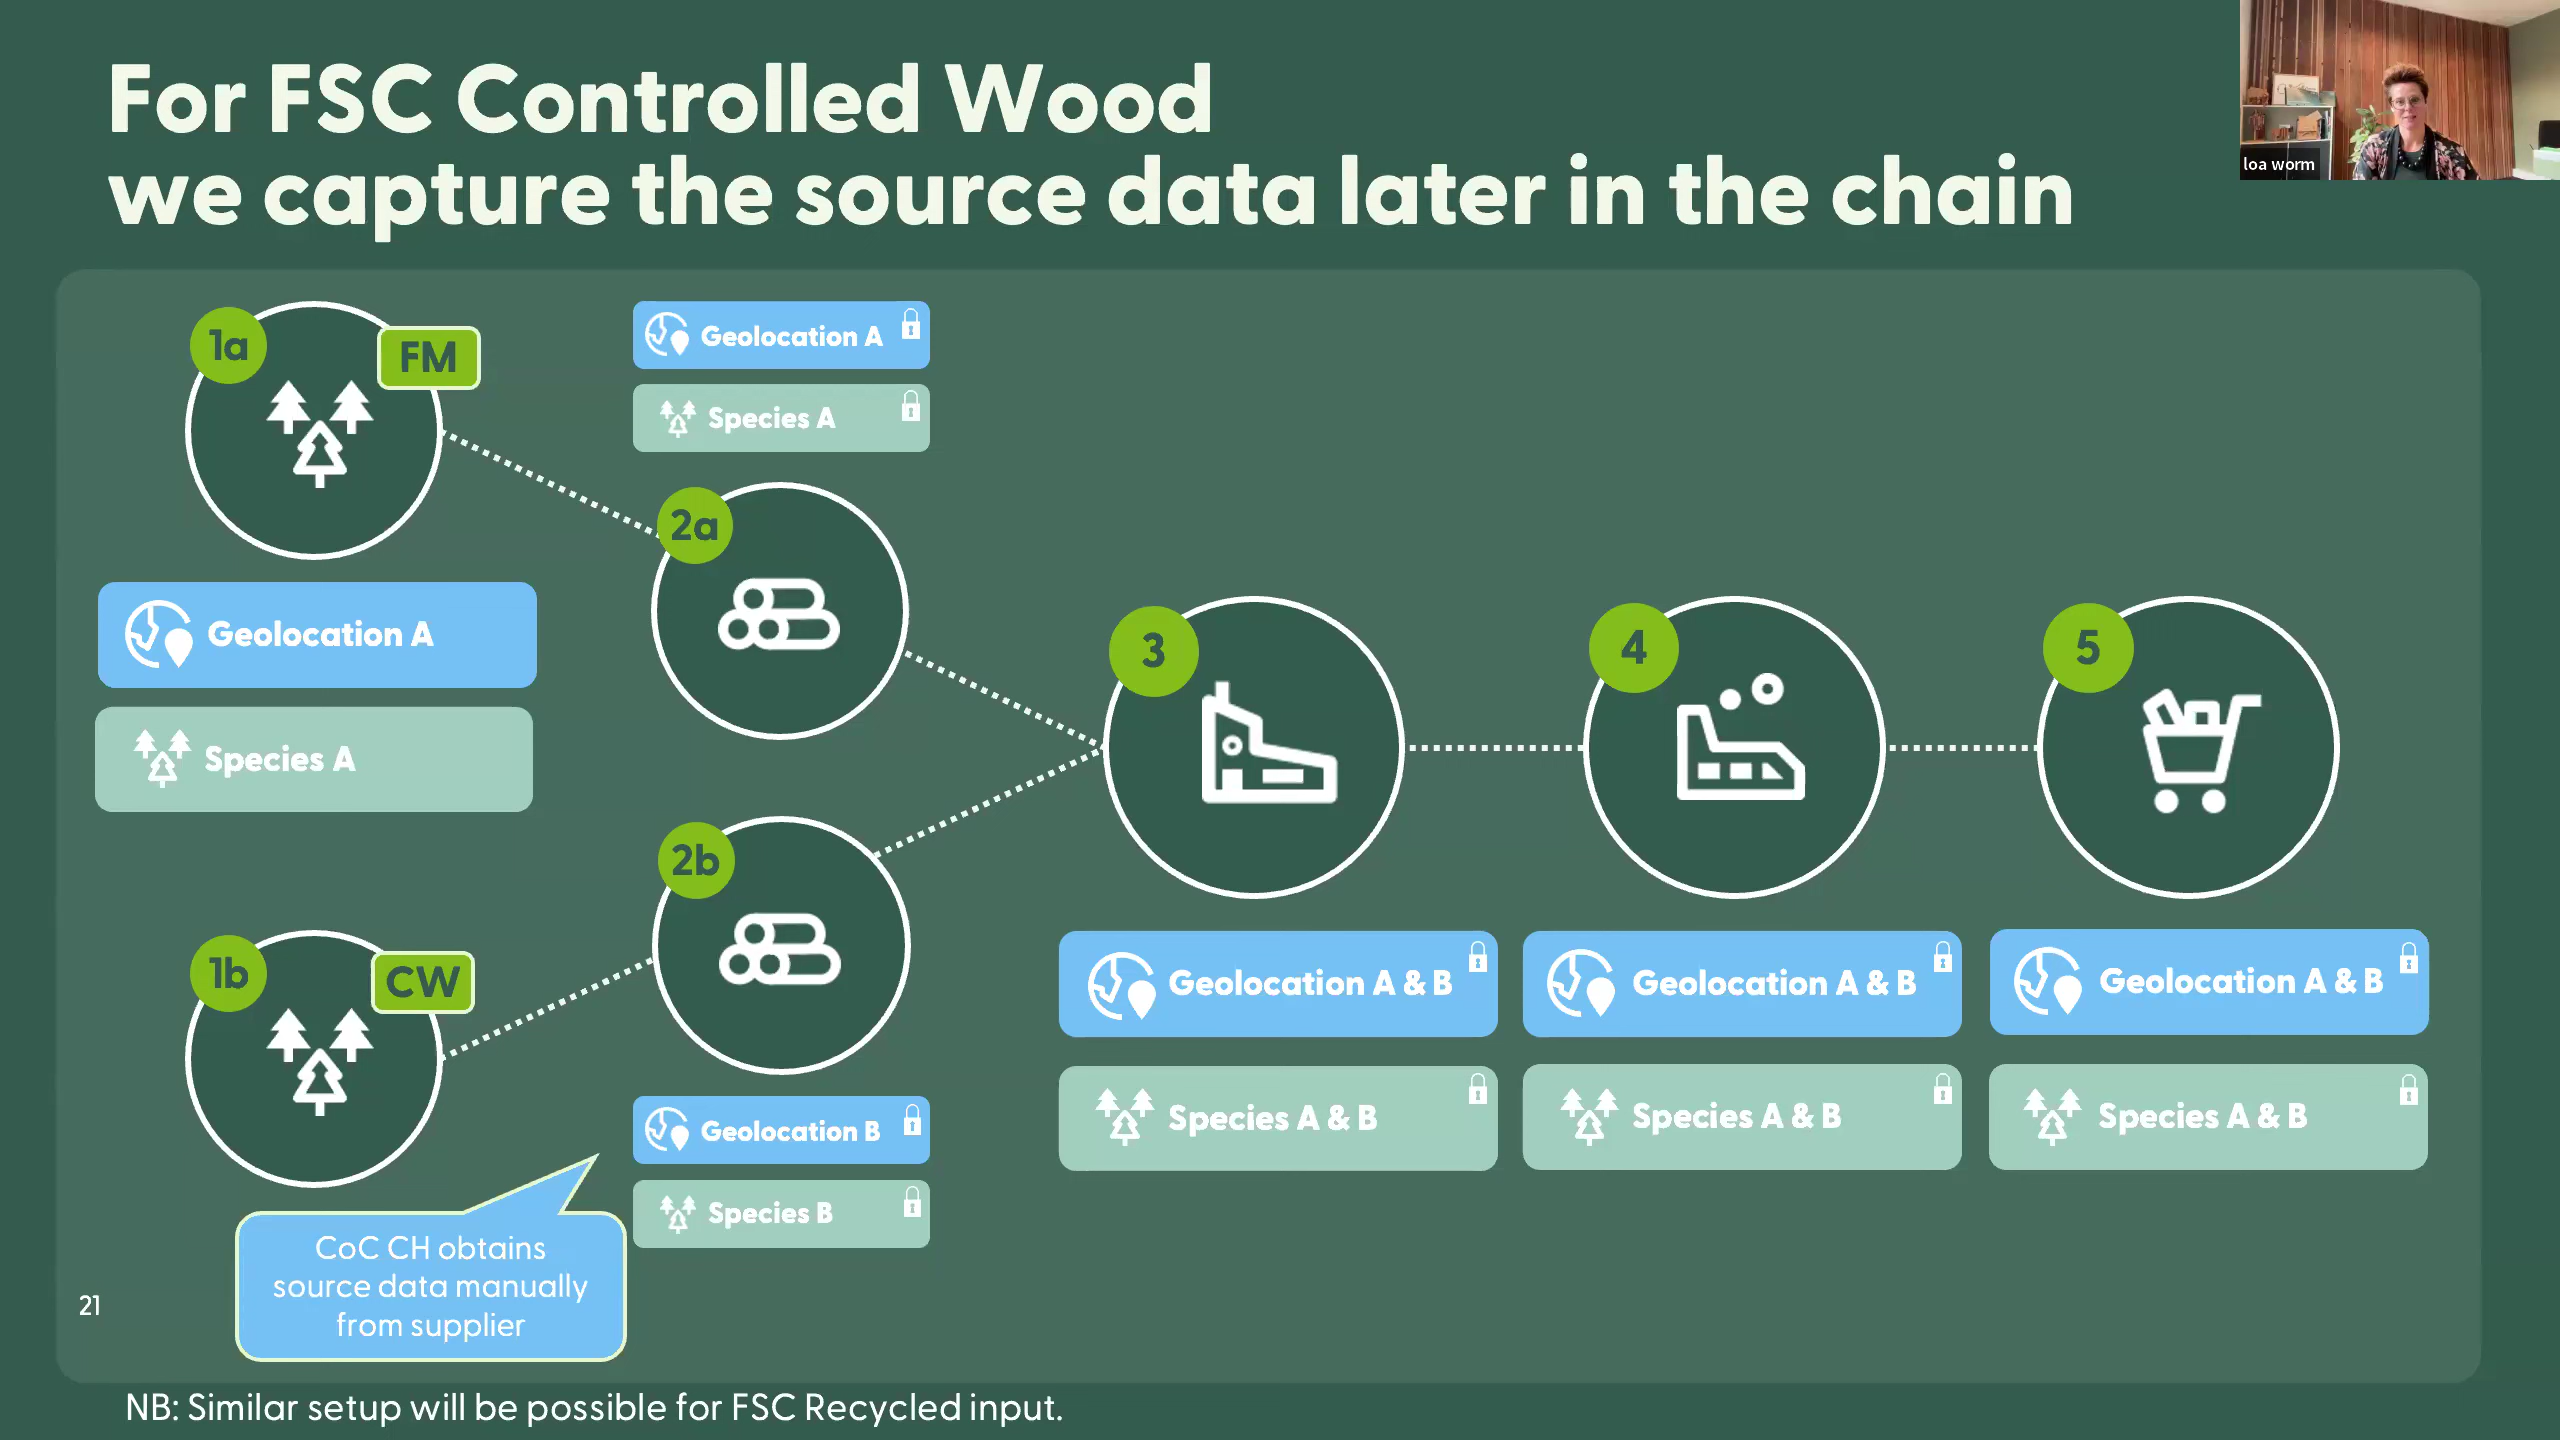 For FSC Controlled Wood
we capture the source data later in the chain
loa worm
1a
FM
Geolocation A
Species A
Geolocation A
Species A
2a
2b
3
4
5
1b
CW
Geolocation B
Species B
Geolocation A & B
Species A & B
Geolocation A & B
Species A & B
Geolocation A & B
Species A & B
CoC CH obtains
source data manually
from supplier
21
NB: Similar setup will be possible for FSC Recycled input.